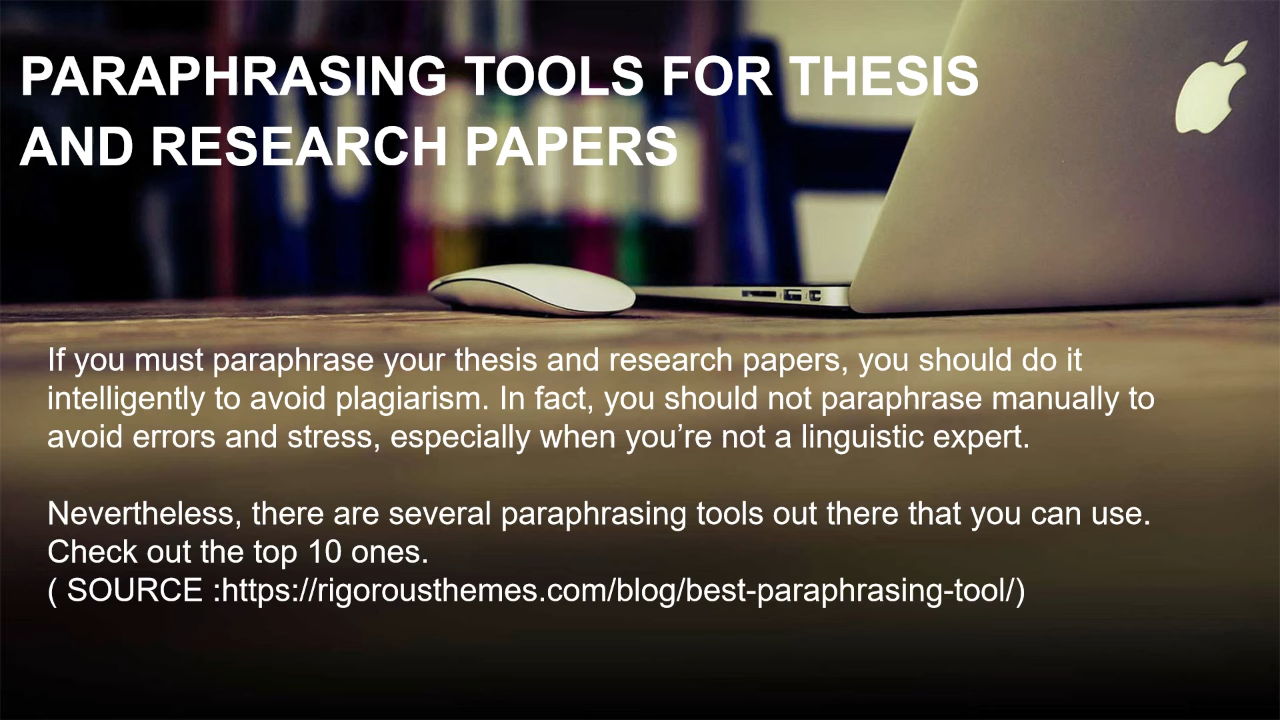 PARAPHRASING TOOLS FOR THESIS
AND RESEARCH PAPERS
If you must paraphrase your thesis and research papers, you should do it
intelligently to avoid plagiarism. In fact, you should not paraphrase manually to
avoid errors and stress, especially when you’re not a linguistic expert.
Nevertheless, there are several paraphrasing tools out there that you can use.
Check out the top 10 ones.
( SOURCE :https://rigorousthemes.com/blog/best-paraphrasing-tool/)